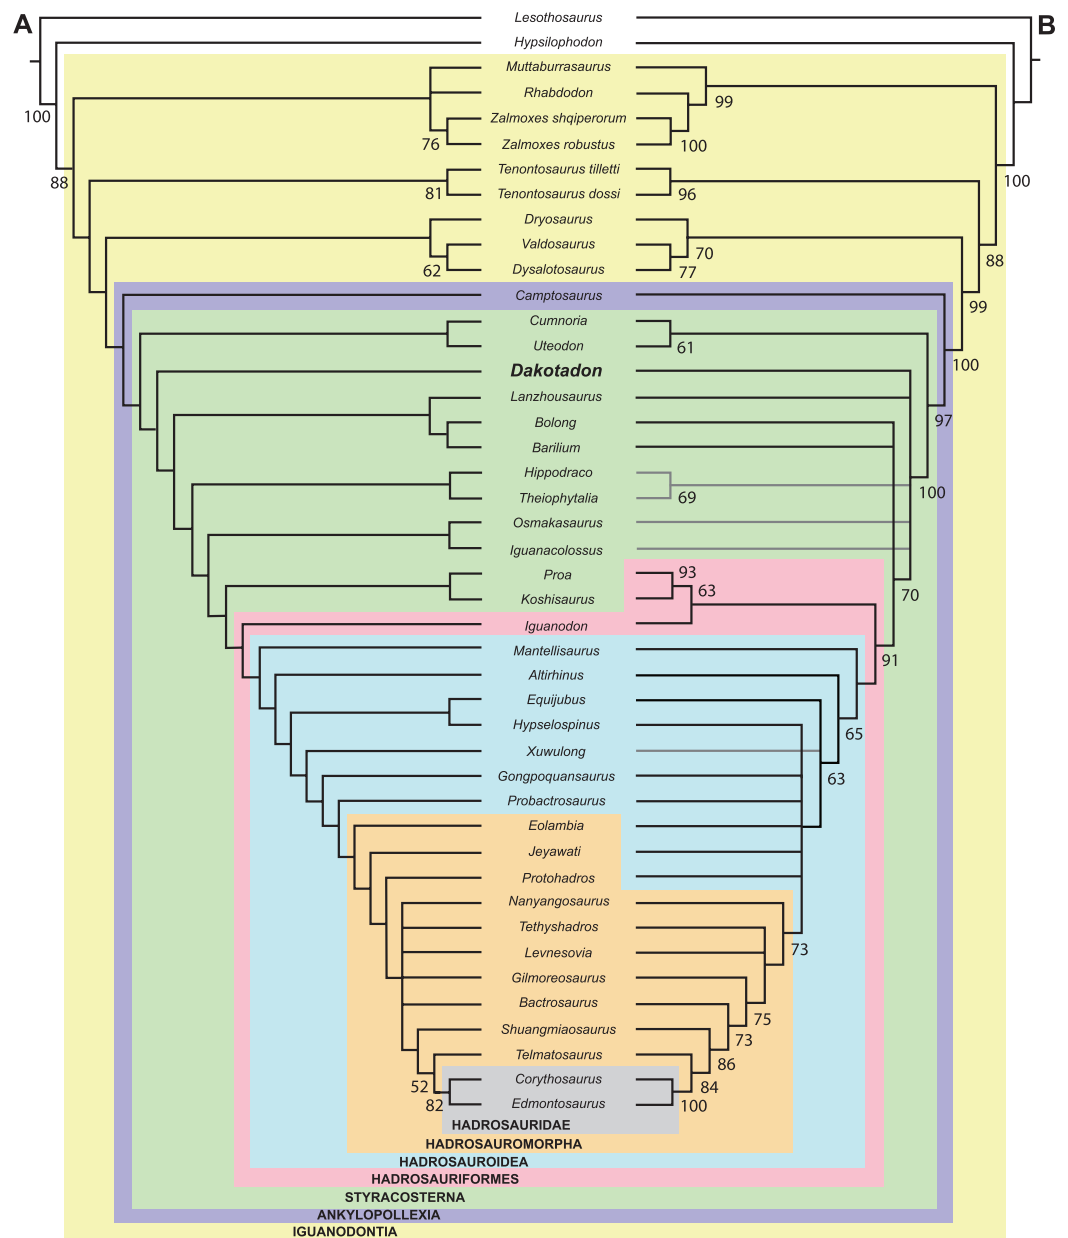 A
Lesothosaurus
B
Hypsilophodon
Muttaburrasaurus
Rhabdodon
99
100
Zalmoxes shqiperorum
76
Zalmoxes robustus
100
Tenontosaurus tilletti
88
100
81
Tenontosaurus dossi
96
Dryosaurus
Valdosaurus
70
62
Dysalotosaurus
77
88
Camptosaurus
99
Cumnoria
Uteodon
61
100
Dakotadon
Lanzhousaurus
Bolong
97
Barilium
Hippodraco
Theiophytalia
69
100
Osmakasaurus
Iguanacolossus
Proa
93
63
Koshisaurus
70
Iguanodon
Mantellisaurus
91
Altirhinus
Equijubus
Hypselospinus
65
Xuwulong
Gongpoquansaurus
63
Probactrosaurus
Eolambia
Jeyawati
Protohadros
Nanyangosaurus
Tethyshadros
Levnesovia
73
Gilmoreosaurus
Bactrosaurus
75
Shuangmiaosaurus
73
Telmatosaurus
86
52
Corythosaurus
84
82
Edmontosaurus
100
HADROSAURIDAE
HADROSAUROMORPHA
HADROSAUROIDEA
HADROSAURIFORMES
STYRACOSTERNA
ANKYLOPOLLEXIA
IGUANODONTIA